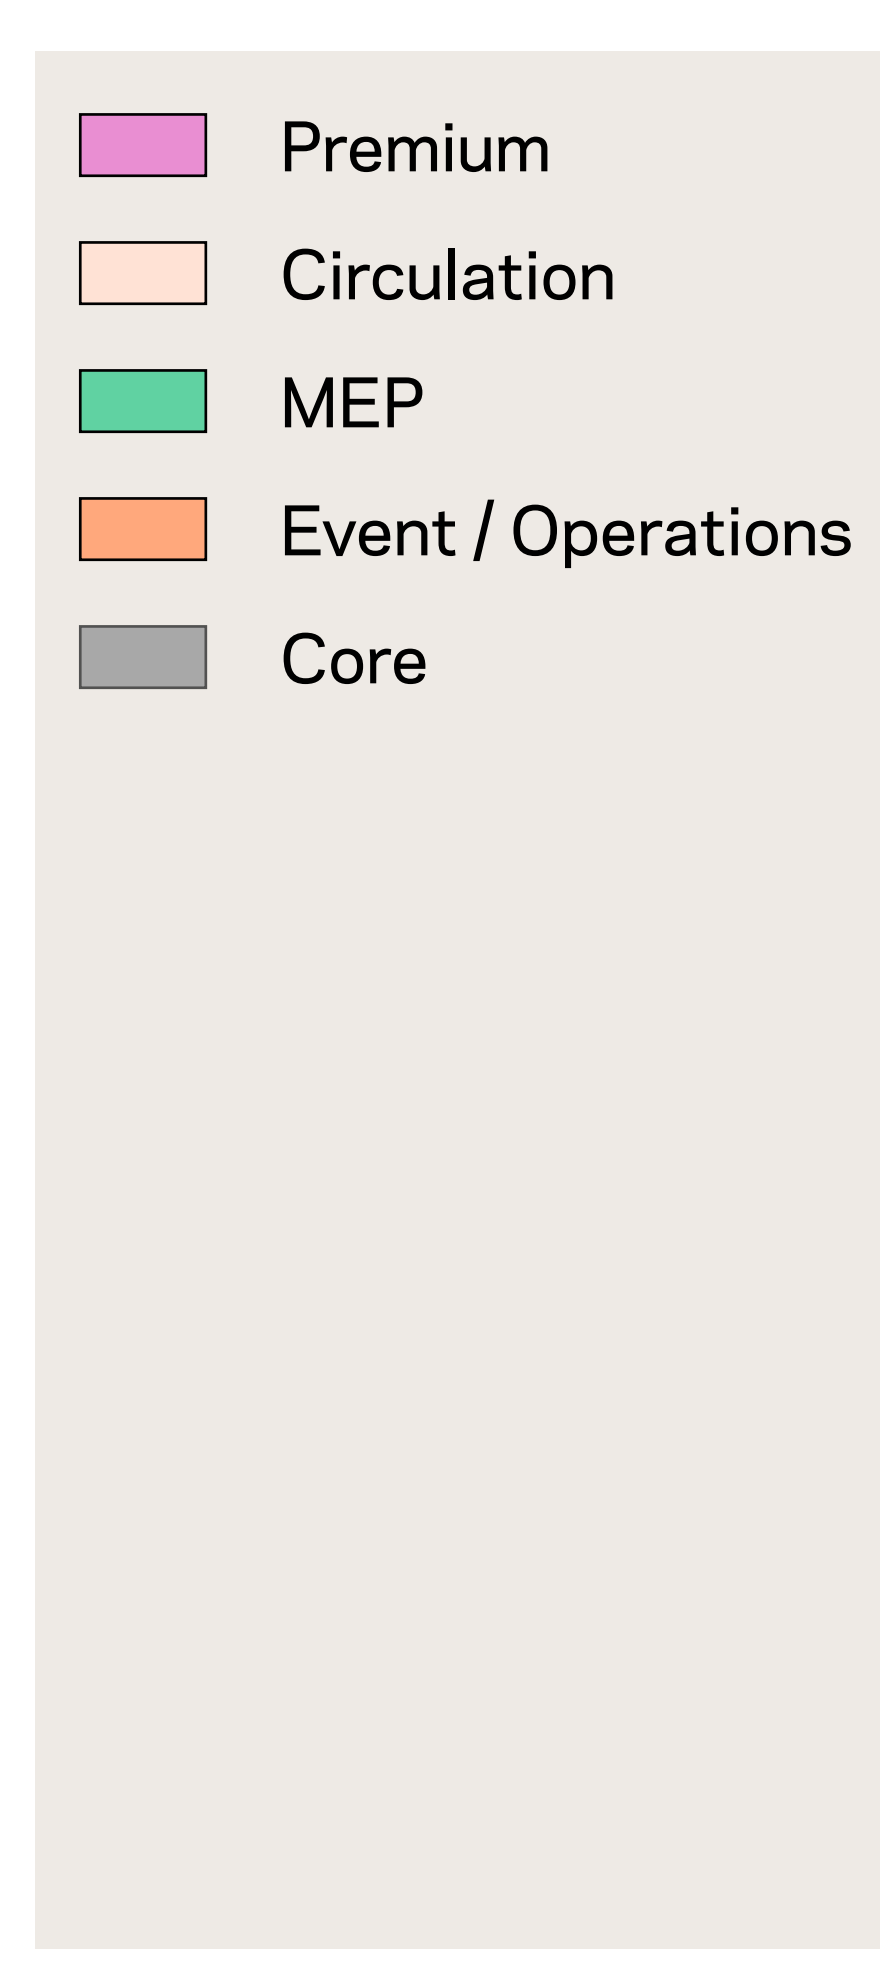 Premium
Circulation
MEP
Event / Operations
Core